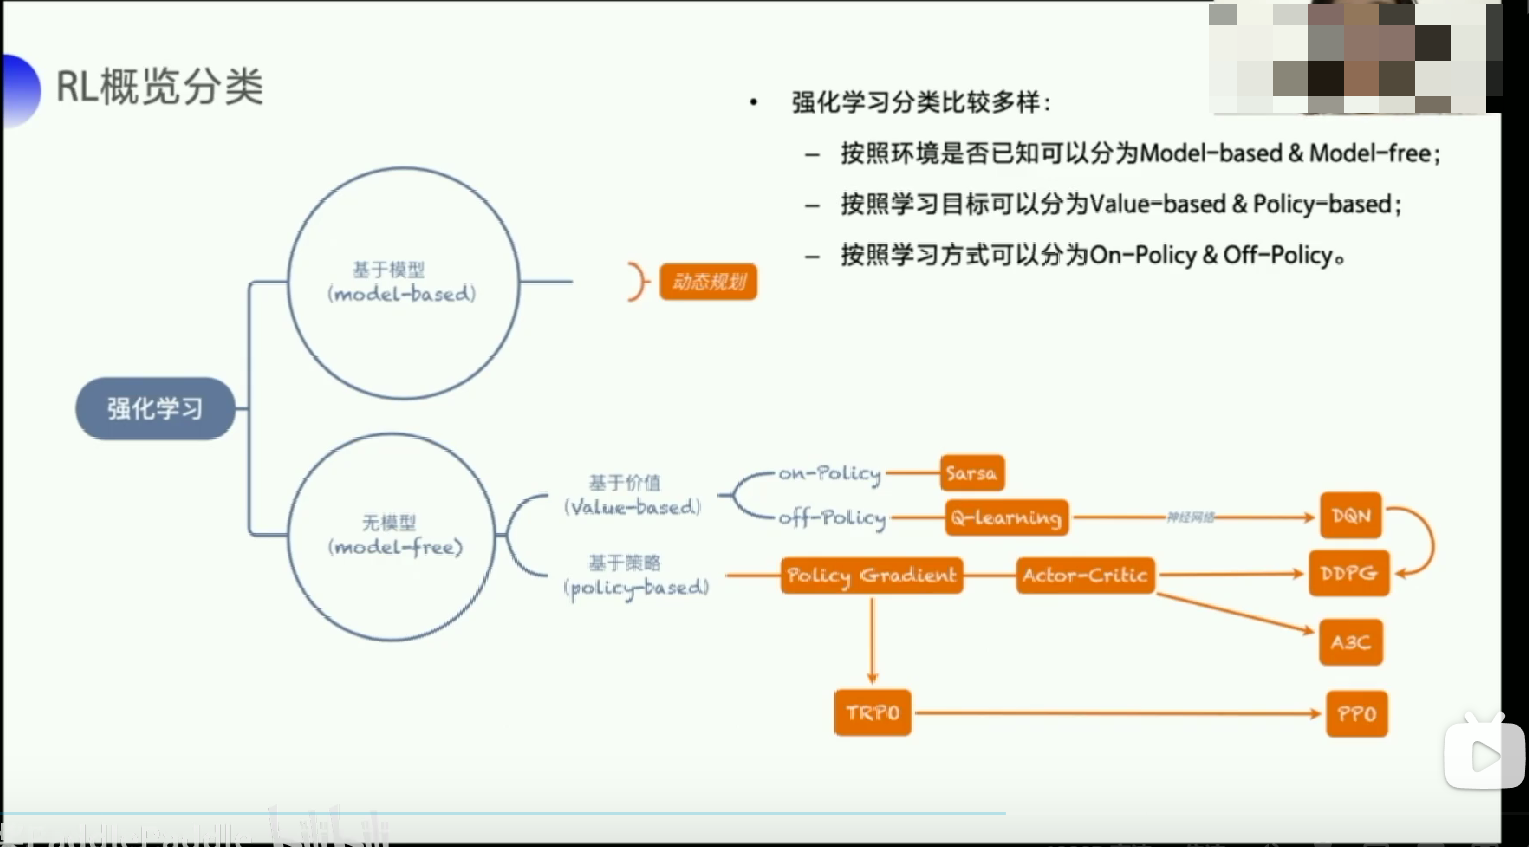 RL概览分类
强化学习分类比较多样：
按照环境是否已知可以分为Model-based & Model-free；
按照学习目标可以分为Value-based & Policy-based；
按照学习方式可以分为On-Policy & Off-Policy。
强化学习
基于模型
(model-based)
动态规划
无模型
(model-free)
基于价值
(Value-based)
on-Policy
Sarsa
off-Policy
Q-learning
神经网络
DQN
基于策略
(policy-based)
Policy Gradient
Actor-Critic
DDPG
A3C
TRPO
PPO